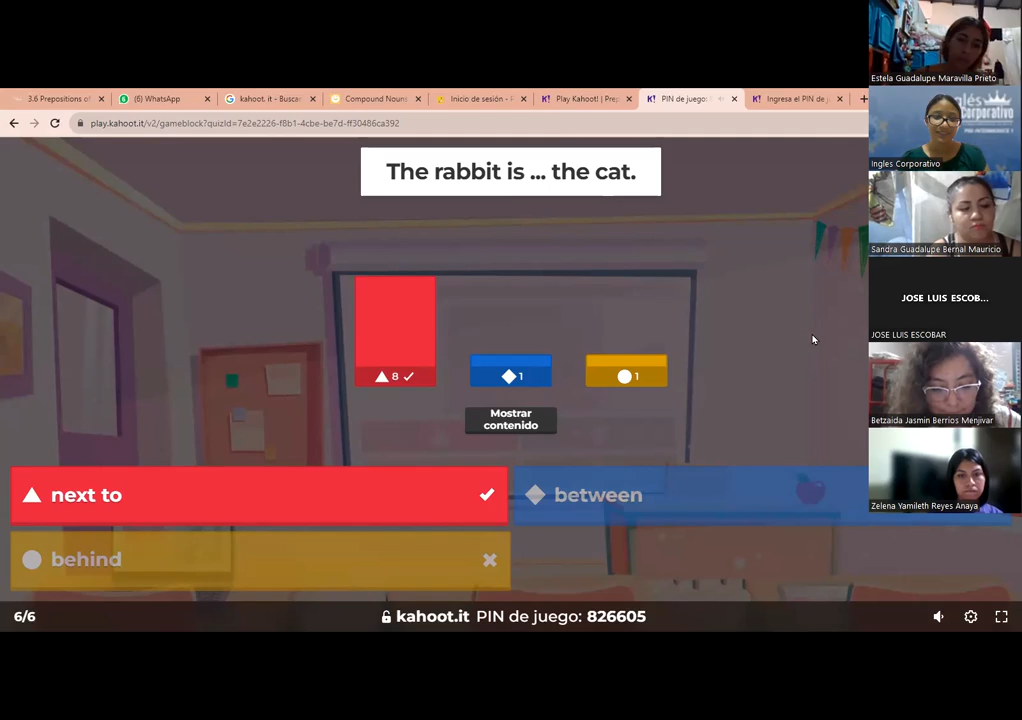 3.6 Prepositions of
(6) WhatsApp
kahoot. it - Buscar
Compound Nouns
Inicio de sesión - F
Play Kahoot! | Prep
PIN de juego:
Ingresa el PIN de ju
play.kahoot.it/v2/gameblock?quizId=7e2e2226-f8b1-4cbe-be7d-ff30486ca392
The rabbit is ... the cat.
8
1
1
Mostrar
contenido
next to
between
behind
6/6
kahoot.it PIN de juego: 826605
Estela Guadalupe Maravilla Prieto
Ingles Corporativo
Sandra Guadalupe Bernal Mauricio
JOSE LUIS ESCOB...
JOSE LUIS ESCOBAR
Betzaida Jasmin Berrios Menjivar
Zelena Yamileth Reyes Anaya